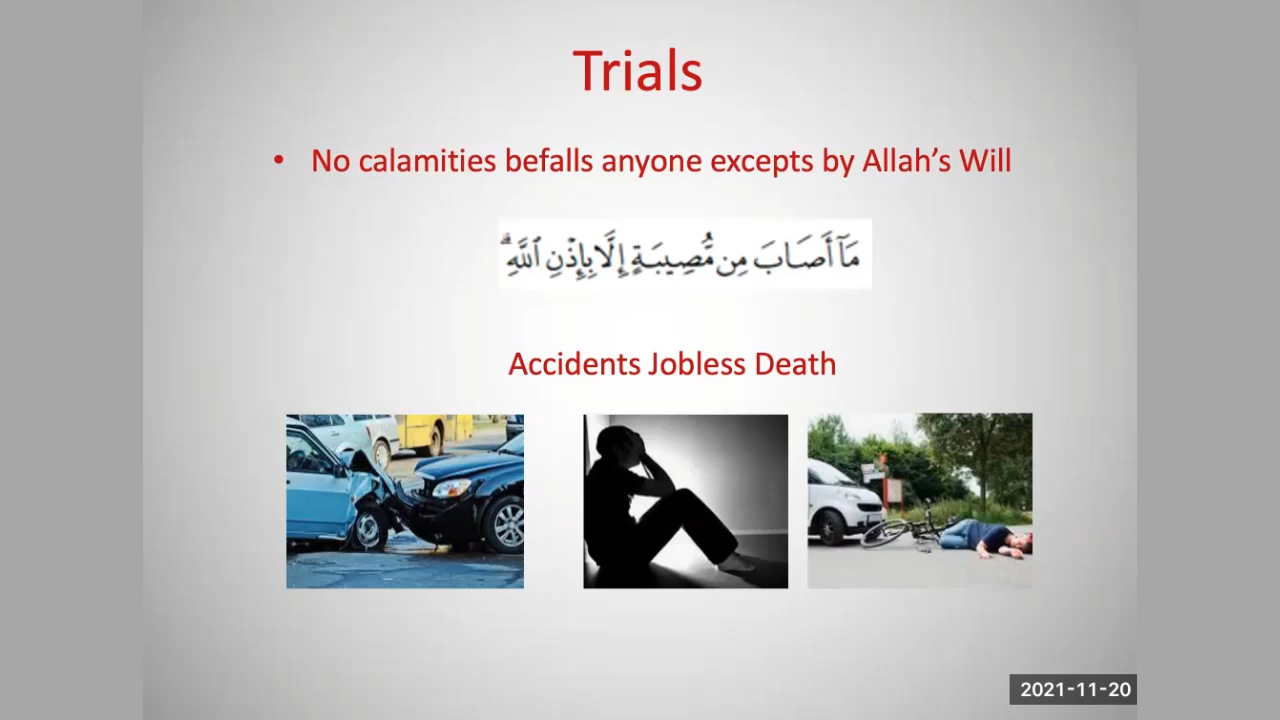 Trials
• No calamities befalls anyone excepts by Allah’s Will
مَآ أَصَابَ مِن مُّصِيبَةٍ إِلَّا بِإِذْنِ ٱللَّهِ ۗ
Accidents Jobless Death
2021-11-20